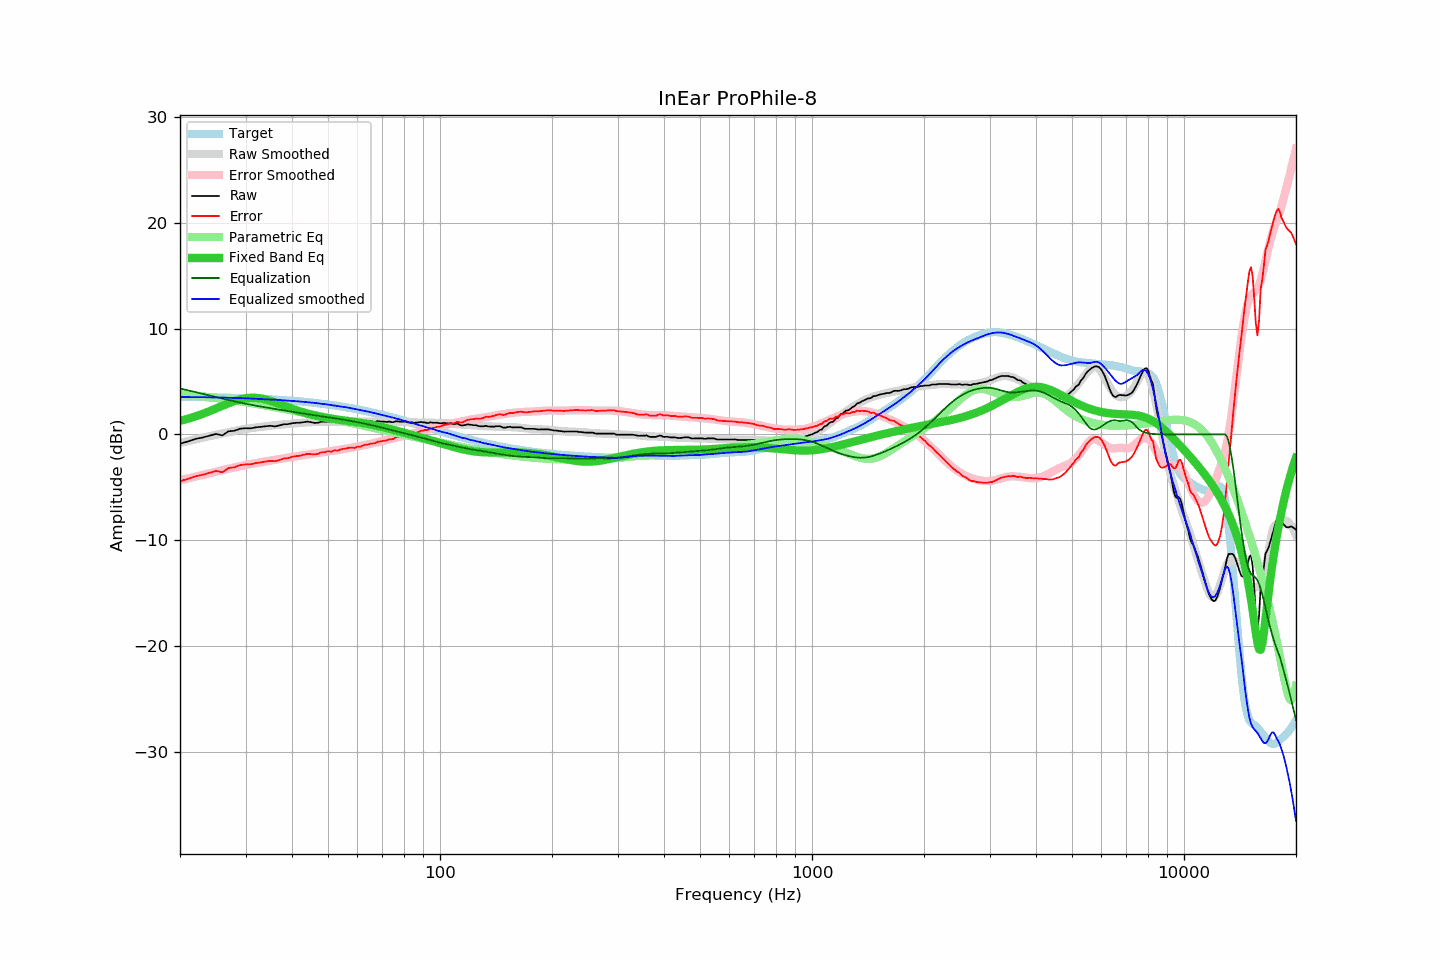 InEar ProPhile-8
30
20
10
0
−10
−20
−30
Amplitude (dBr)
Target
Raw Smoothed
Error Smoothed
Raw
Error
Parametric Eq
Fixed Band Eq
Equalization
Equalized smoothed
100
1000
10000
Frequency (Hz)